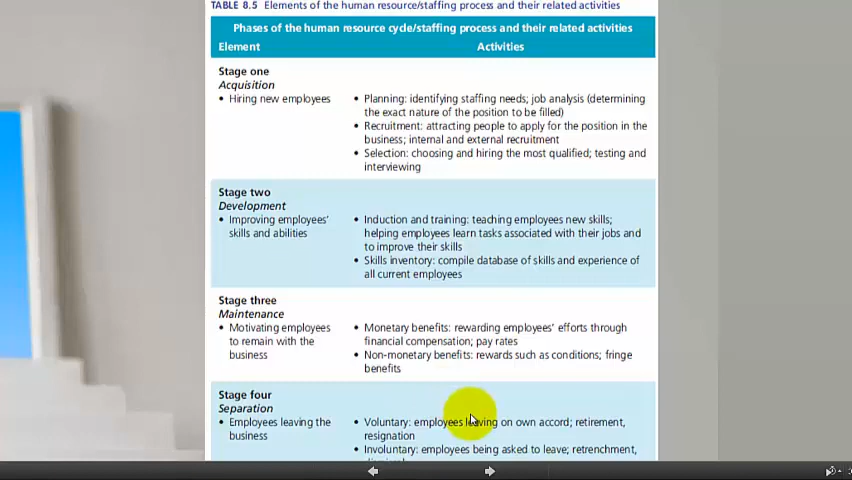 TABLE 8.5 Elements of the human resource/staffing process and their related activities
Phases of the human resource cycle/staffing process and their related activities
Element Activities
Stage one
Acquisition
• Hiring new employees
• Planning: identifying staffing needs; job analysis (determining
the exact nature of the position to be filled)
• Recruitment: attracting people to apply for the position in the
business; internal and external recruitment
• Selection: choosing and hiring the most qualified; testing and
interviewing
Stage two
Development
• Improving employees'
skills and abilities
• Induction and training: teaching employees new skills;
helping employees learn tasks associated with their jobs and
to improve their skills
• Skills inventory: compile database of skills and experience of
all current employees
Stage three
Maintenance
• Motivating employees
to remain with the
business
• Monetary benefits: rewarding employees' efforts through
financial compensation; pay rates
• Non-monetary benefits: rewards such as conditions; fringe
benefits
Stage four
Separation
• Employees leaving the
business
• Voluntary: employees leaving on own accord; retirement,
resignation
• Involuntary: employees being asked to leave; retrenchment,